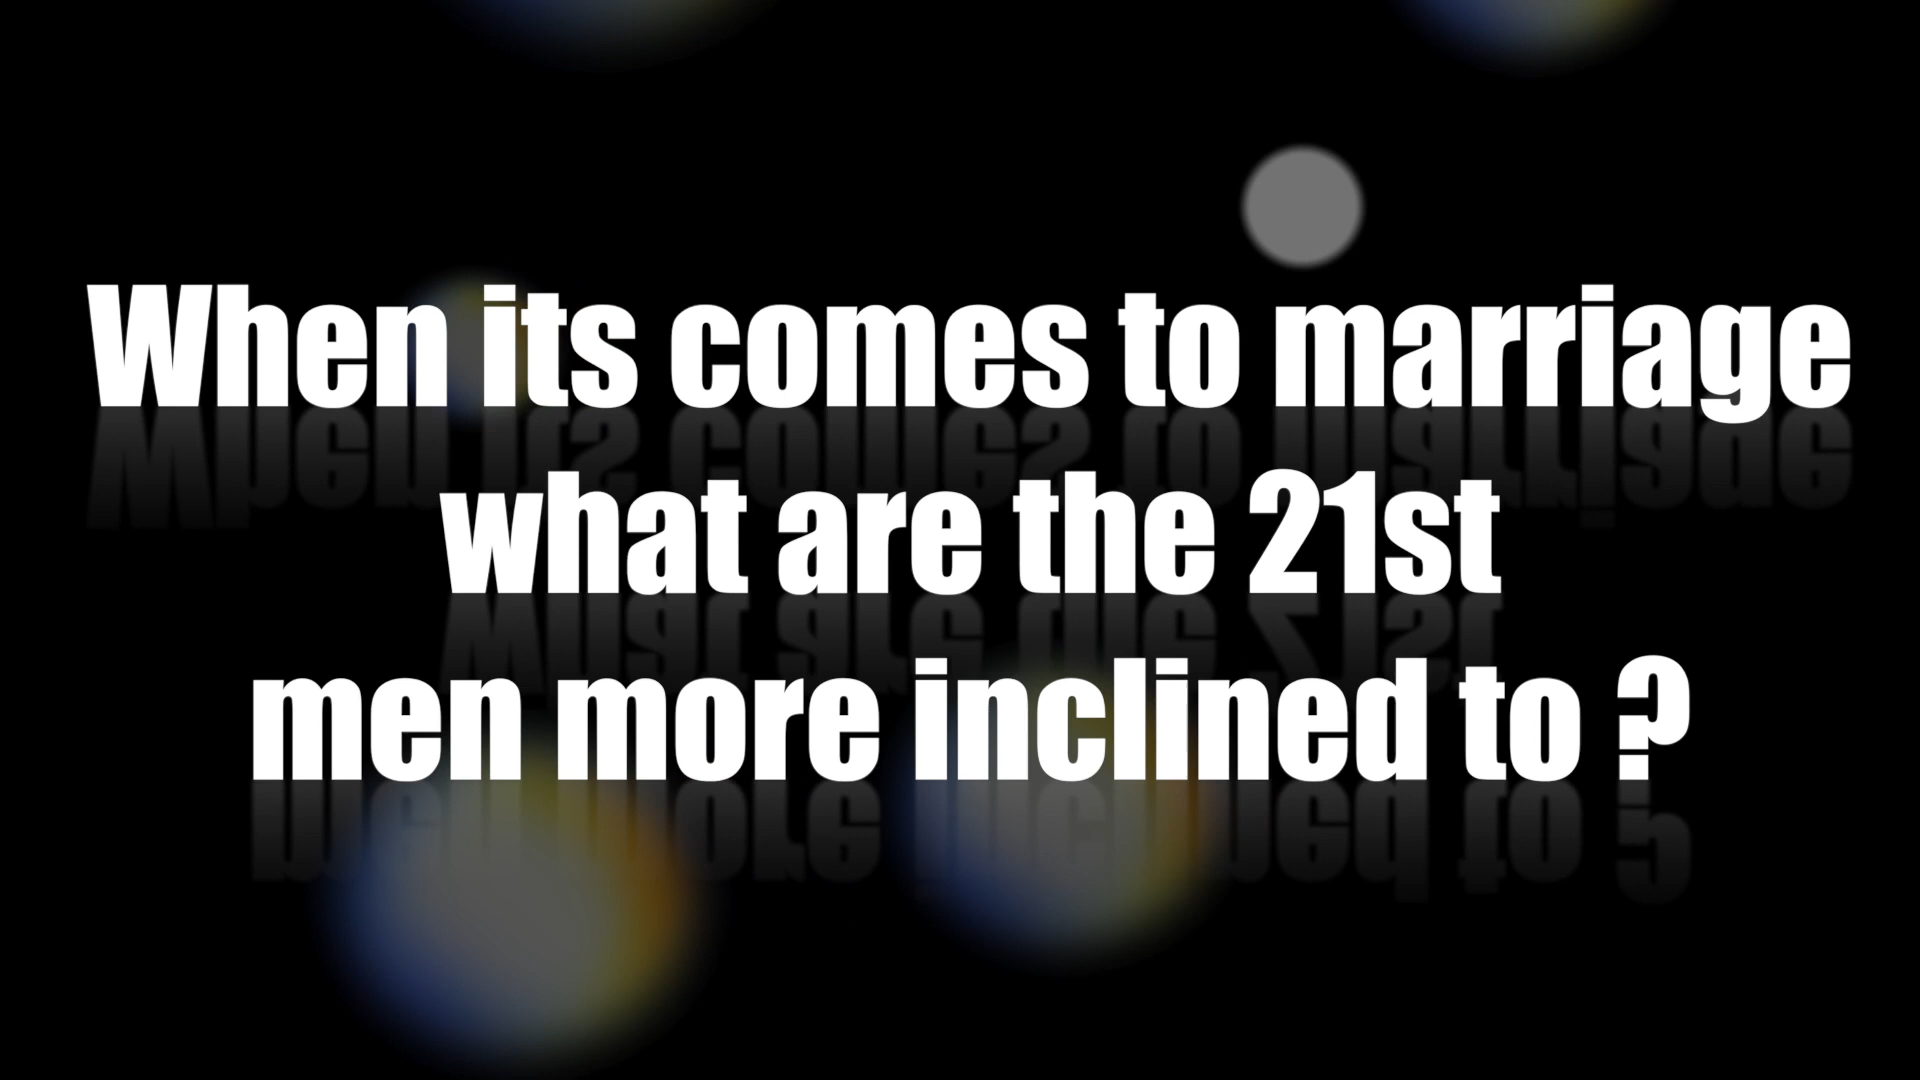 When its comes to marriage
what are the 21st
men more inclined to ?